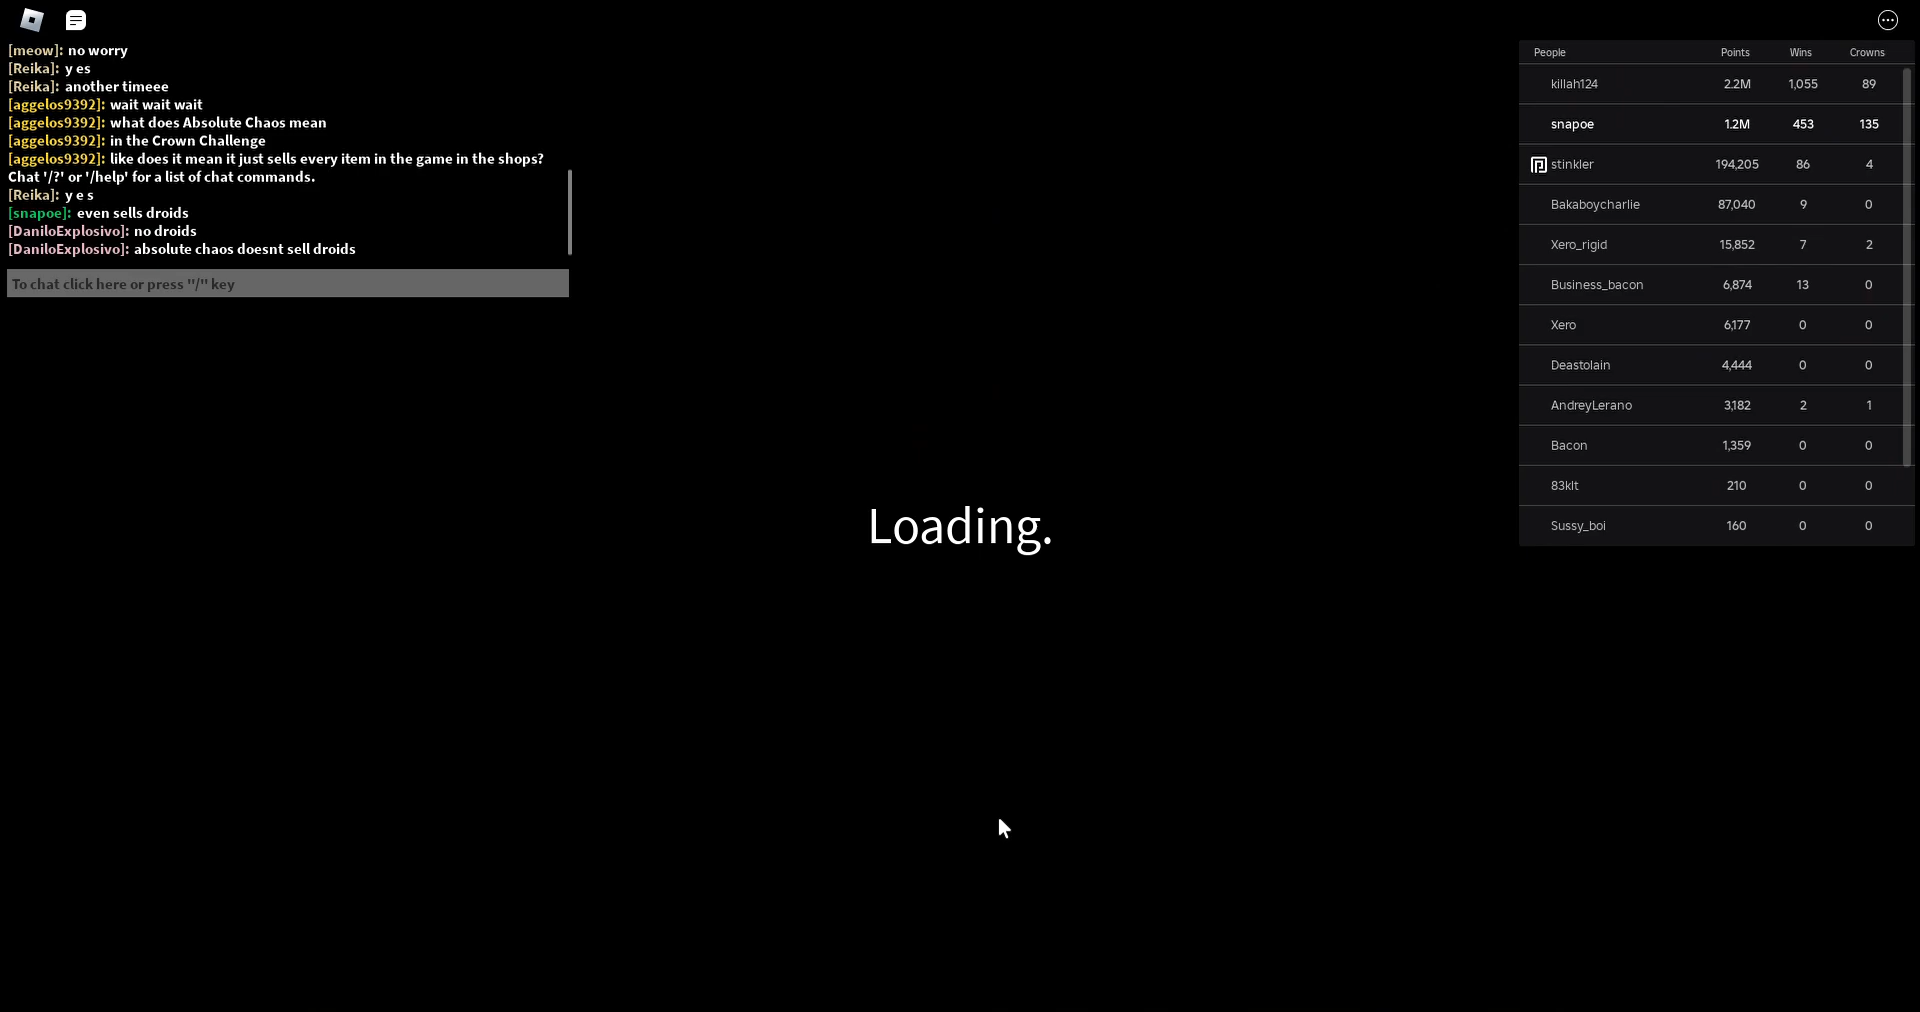 [meow]: no worry
[Reika]: y es
[Reika]: another timeee
[aggelos9392]: wait wait wait
[aggelos9392]: what does Absolute Chaos mean
[aggelos9392]: in the Crown Challenge
[aggelos9392]: like does it mean it just sells every item in the game in the shops?
Chat '/?' or '/help' for a list of chat commands.
[Reika]: y e s
[snapoe]: even sells droids
[DaniloExplosivo]: no droids
[DaniloExplosivo]: absolute chaos doesnt sell droids
To chat click here or press "/" key
Loading.
People Points Wins Crowns
killah124 2.2M 1,055 89
snapoe 1.2M 453 135
stinkler 194,205 86 4
Bakaboycharlie 87,040 9 0
Xero_rigid 15,852 7 2
Business_bacon 6,874 13 0
Xero 6,177 0 0
Deastolain 4,444 0 0
AndreyLerano 3,182 2 1
Bacon 1,359 0 0
83klt 210 0 0
Sussy_boi 160 0 0